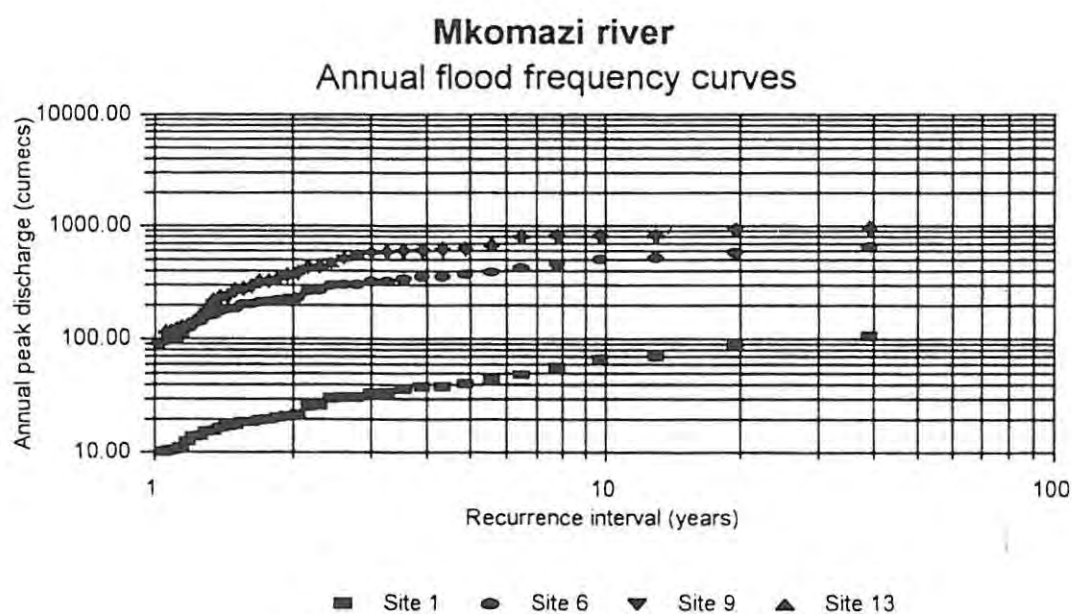 Mkomazi river
Annual flood frequency curves
Annual peak discharge (cumecs)
10000.00
1000.00
100.00
10.00
1 10 100
Recurrence interval (years)
Site 1 Site 6 Site 9 Site 13